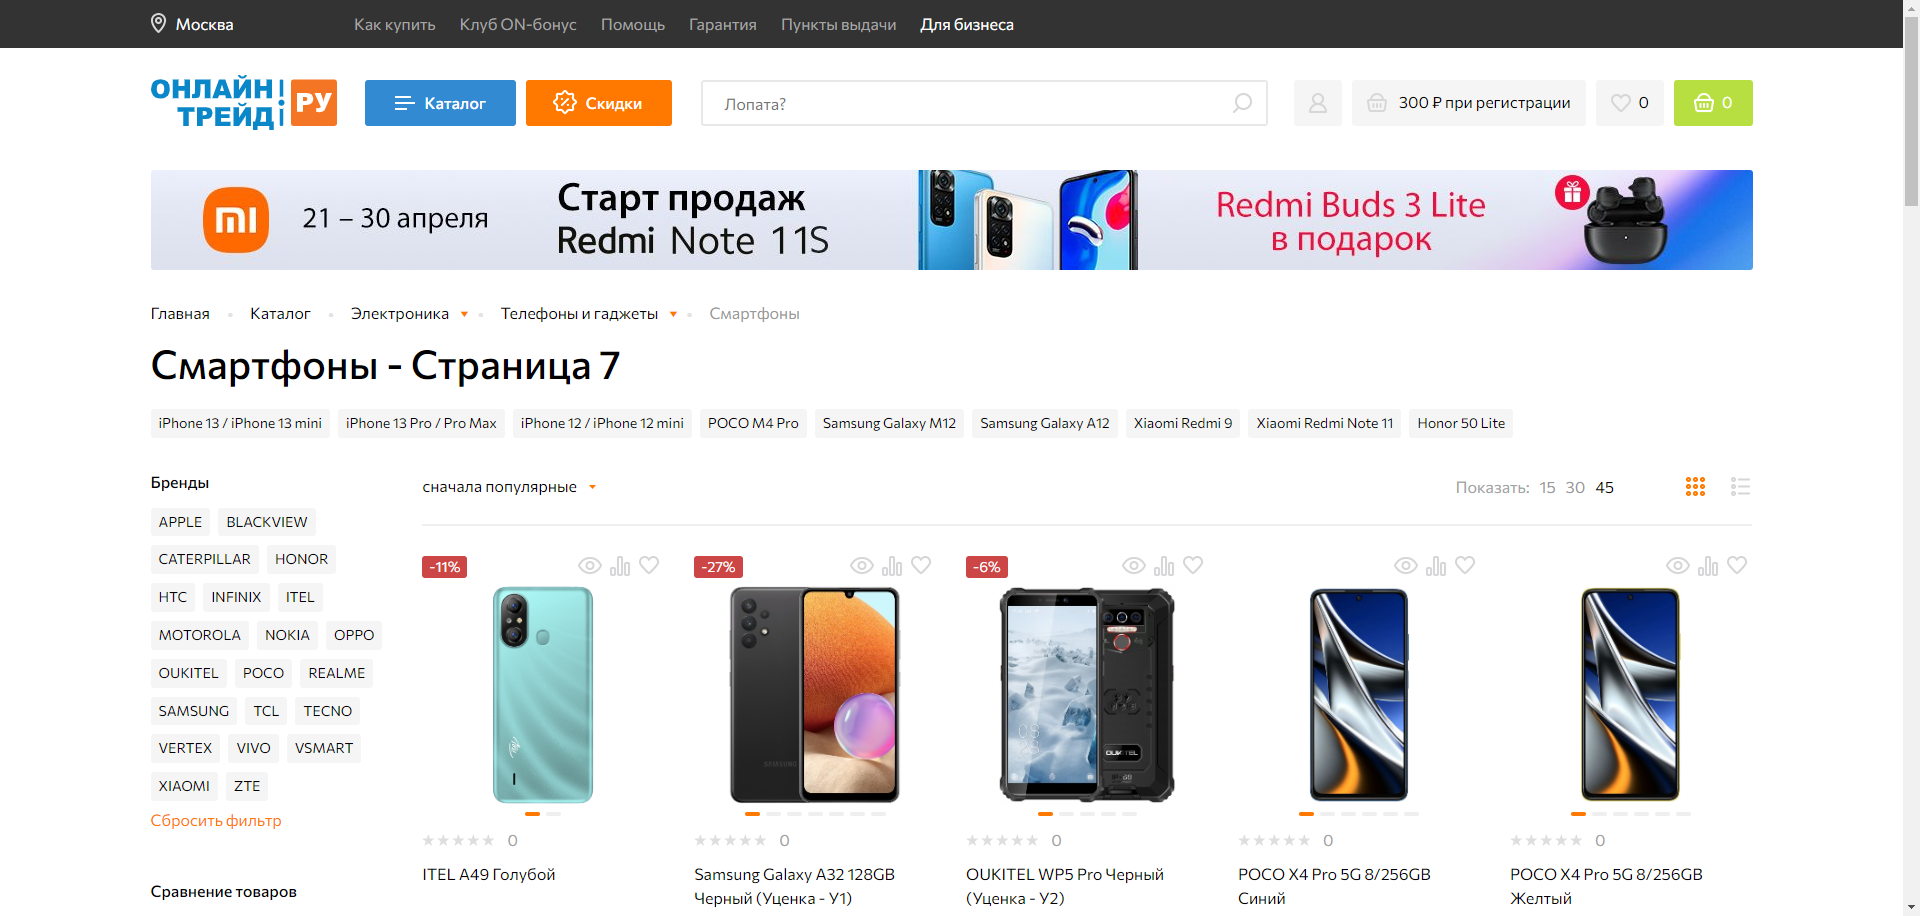 Москва
Как купить
Клуб ON-бонус
Помощь
Гарантия
Пункты выдачи
Для бизнеса
ОНЛАЙН
ТРЕЙД
РУ
Каталог
Скидки
Лопата?
300 ₽ при регистрации
0
0
21 – 30 апреля
Старт продаж
Redmi Note 11S
Redmi Buds 3 Lite
в подарок
Главная
Каталог
Электроника
Телефоны и гаджеты
Смартфоны
Смартфоны - Страница 7
iPhone 13 / iPhone 13 mini
iPhone 13 Pro / Pro Max
iPhone 12 / iPhone 12 mini
POCO M4 Pro
Samsung Galaxy M12
Samsung Galaxy A12
Xiaomi Redmi 9
Xiaomi Redmi Note 11
Honor 50 Lite
Бренды
APPLE BLACKVIEW
CATERPILLAR HONOR
HTC INFINIX ITEL
MOTOROLA NOKIA OPPO
OUKITEL POCO REALME
SAMSUNG TCL TECNO
VERTEX VIVO VSMART
XIAOMI ZTE
Сбросить фильтр
Сравнение товаров
сначала популярные
Показать: 15 30 45
-11%
itel
0
ITEL A49 Голубой
-27%
SAMSUNG
0
Samsung Galaxy A32 128GB
Черный (Уценка - У1)
-6%
OUKITEL
IP-68
0
OUKITEL WP5 Pro Черный
(Уценка - У2)
0
POCO X4 Pro 5G 8/256GB
Синий
0
POCO X4 Pro 5G 8/256GB
Желтый